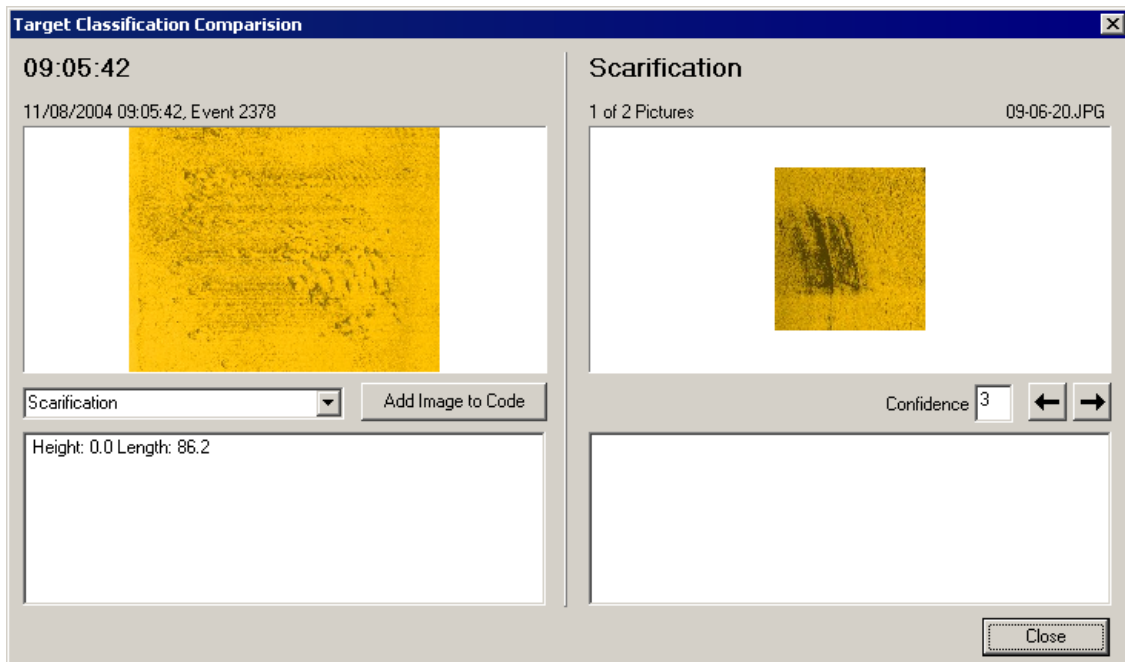 Target Classification Comparision
09:05:42
11/08/2004 09:05:42, Event 2378
Scarification
Add Image to Code
Height: 0.0 Length: 86.2
Scarification
1 of 2 Pictures 09-06-20.JPG
Confidence 3
Close